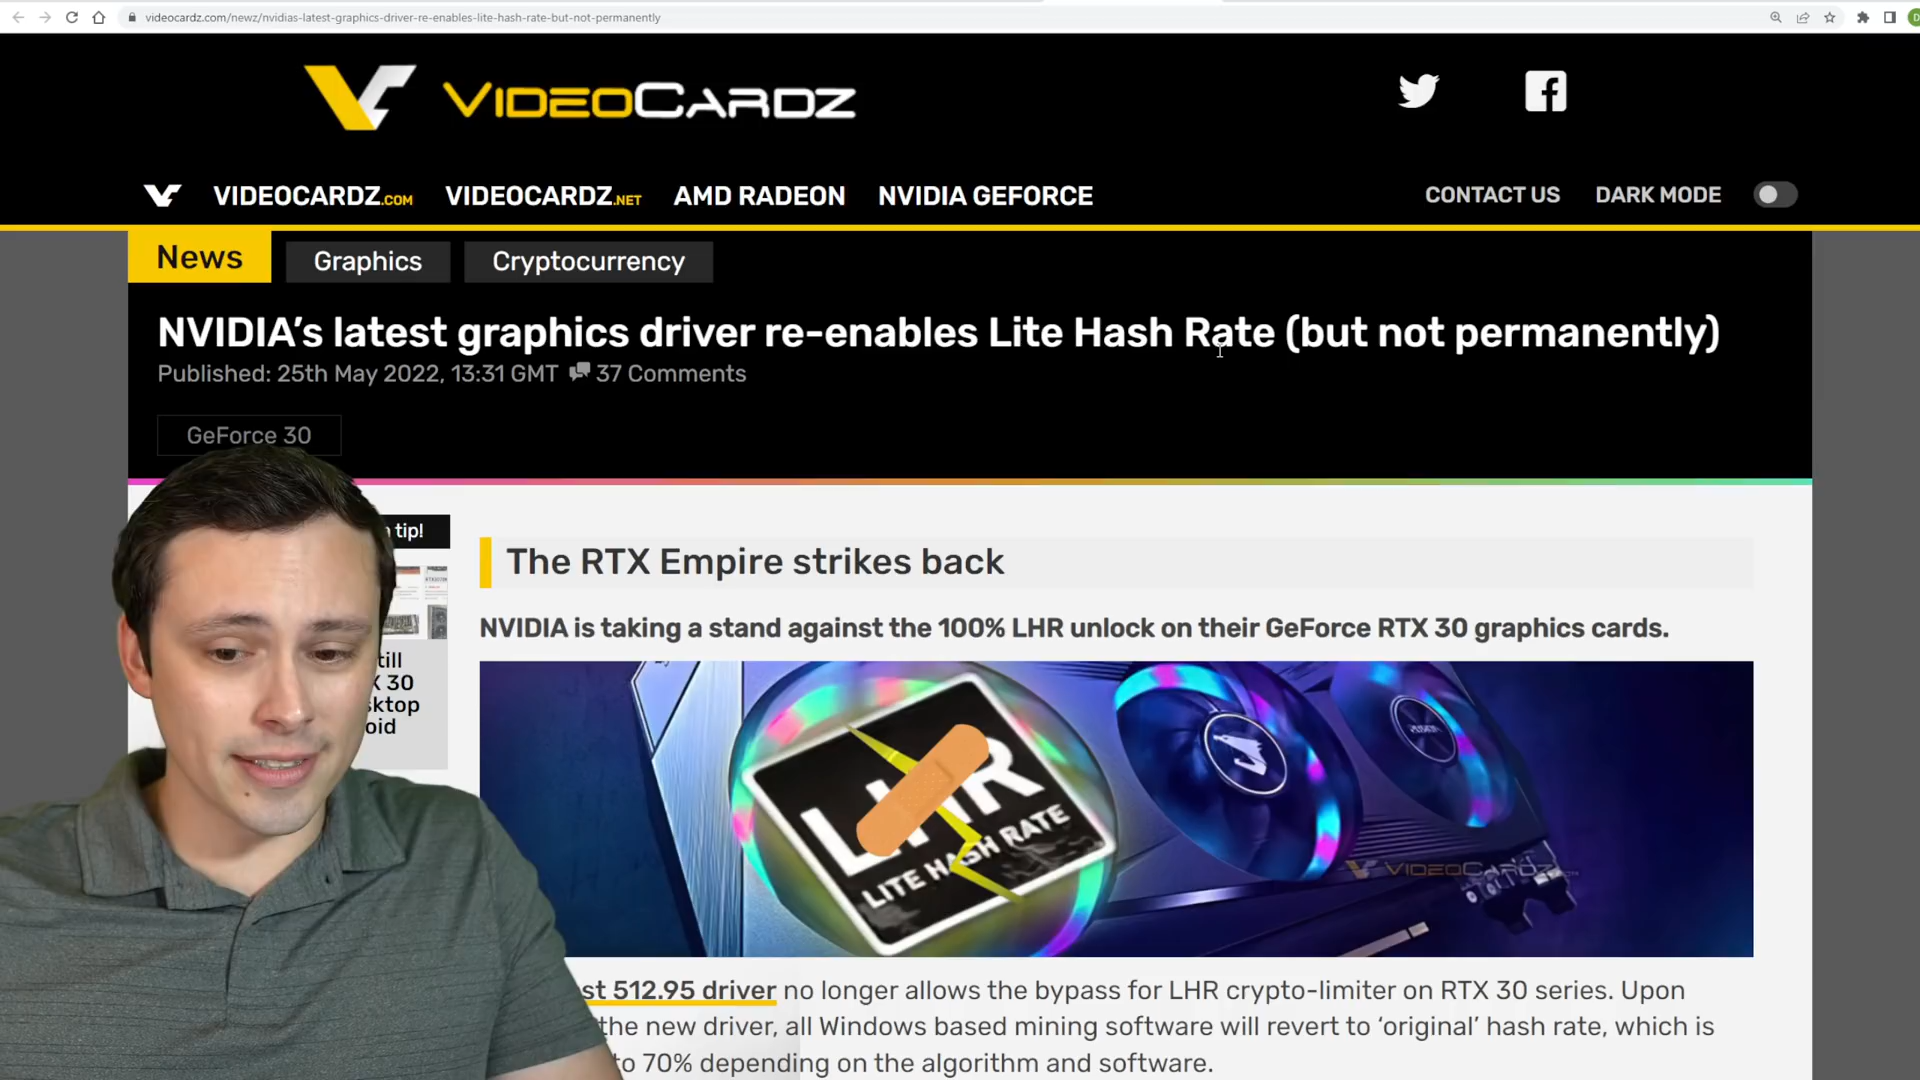 videocardz.com/newz/nvidias-latest-graphics-driver-re-enables-lite-hash-rate-but-not-permanently
VIDEOCARDZ
VIDEOCARDZ.COM VIDEOCARDZ.NET AMD RADEON NVIDIA GEFORCE CONTACT US DARK MODE
News Graphics Cryptocurrency
NVIDIA's latest graphics driver re-enables Lite Hash Rate (but not permanently)
Published: 25th May 2022, 13:31 GMT 37 Comments
GeForce 30
tip!
The RTX Empire strikes back
NVIDIA is taking a stand against the 100% LHR unlock on their GeForce RTX 30 graphics cards.
till
X 30
sktop
oid
LHR
LITE HASH RATE
VIDEOCARDZ.COM
st 512.95 driver no longer allows the bypass for LHR crypto-limiter on RTX 30 series. Upon
the new driver, all Windows based mining software will revert to 'original' hash rate, which is
to 70% depending on the algorithm and software.